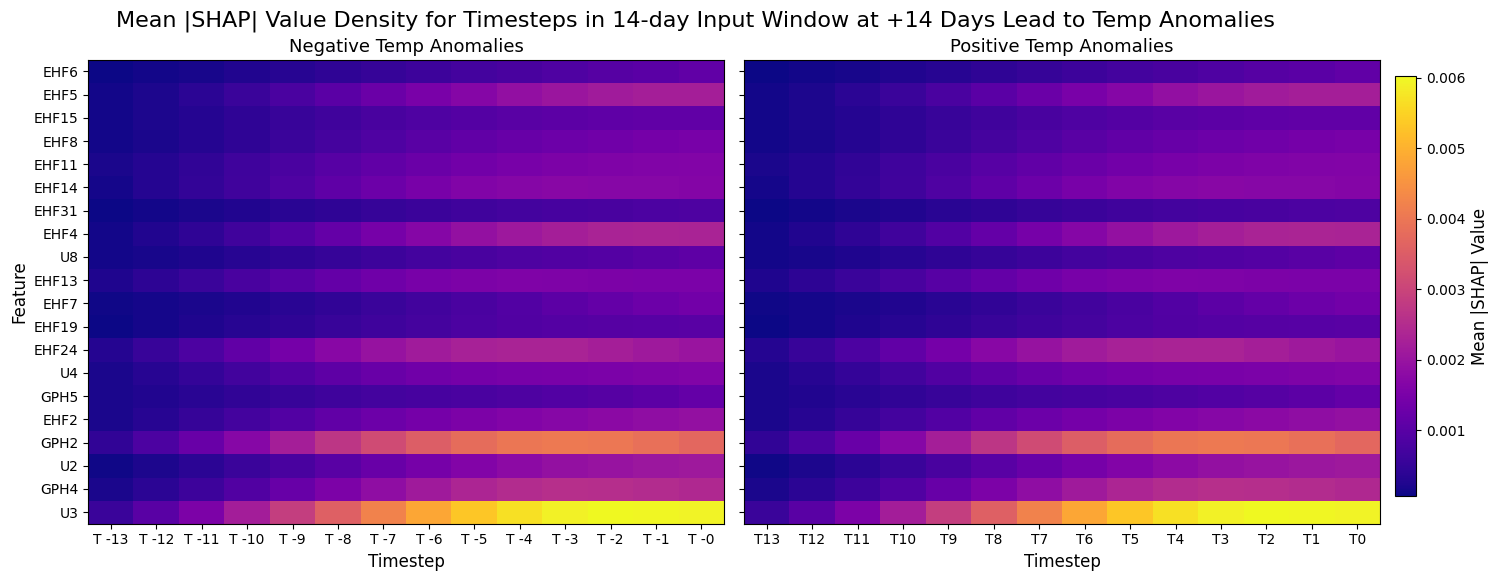 Mean |SHAP| Value Density for Timesteps in 14-day Input Window at +14 Days Lead to Temp Anomalies
Negative Temp Anomalies
Positive Temp Anomalies
Feature
EHF6
EHF5
EHF15
EHF8
EHF11
EHF14
EHF31
EHF4
U8
EHF13
EHF7
EHF19
EHF24
U4
GPH5
EHF2
GPH2
U2
GPH4
U3
T -13 T -12 T -11 T -10 T -9 T -8 T -7 T -6 T -5 T -4 T -3 T -2 T -1 T -0
Timestep
T13 T12 T11 T10 T9 T8 T7 T6 T5 T4 T3 T2 T1 T0
Timestep
0.006
0.005
0.004
0.003
0.002
0.001
Mean |SHAP| Value